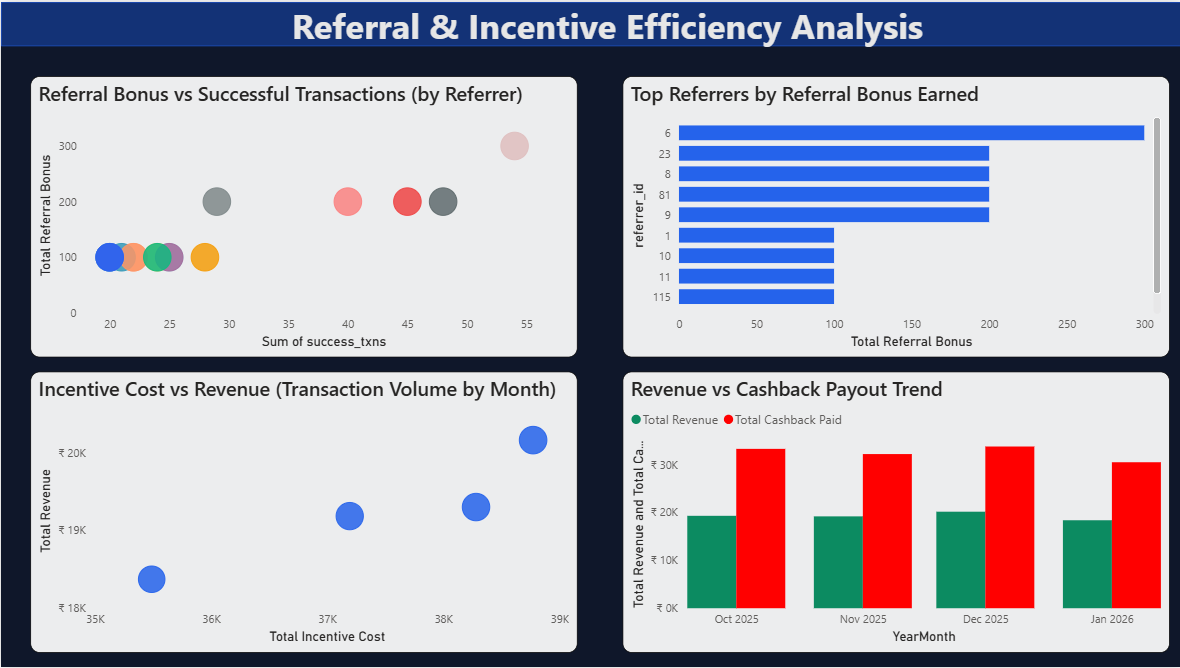 Referral & Incentive Efficiency Analysis
Referral Bonus vs Successful Transactions (by Referrer)
Total Referral Bonus
300
200
100
0
20 25 30 35 40 45 50 55
Sum of success_txns
Top Referrers by Referral Bonus Earned
referrer_id
6
23
8
81
9
1
10
11
115
0 50 100 150 200 250 300
Total Referral Bonus
Incentive Cost vs Revenue (Transaction Volume by Month)
Total Revenue
₹ 20K
₹ 19K
₹ 18K
35K 36K 37K 38K 39K
Total Incentive Cost
Revenue vs Cashback Payout Trend
Total Revenue Total Cashback Paid
Total Revenue and Total Ca...
₹ 30K
₹ 20K
₹ 10K
₹ 0K
Oct 2025 Nov 2025 Dec 2025 Jan 2026
YearMonth